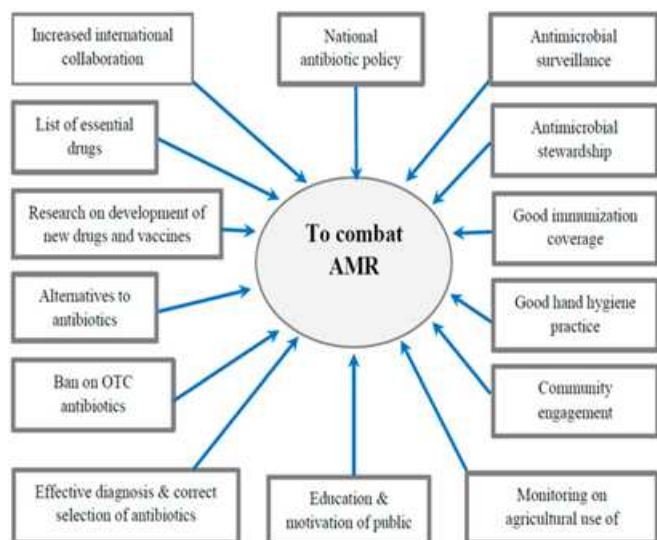 Increased international
collaboration
National
antibiotic policy
Antimicrobial
surveillance
List of essential
drugs
Antimicrobial
stewardship
Research on development of
new drugs and vaccines
To combat
AMR
Good immunization
coverage
Alternatives to
antibiotics
Good hand hygiene
practice
Ban on OTC
antibiotics
Community
engagement
Effective diagnosis & correct
selection of antibiotics
Education &
motivation of public
Monitoring on
agricultural use of